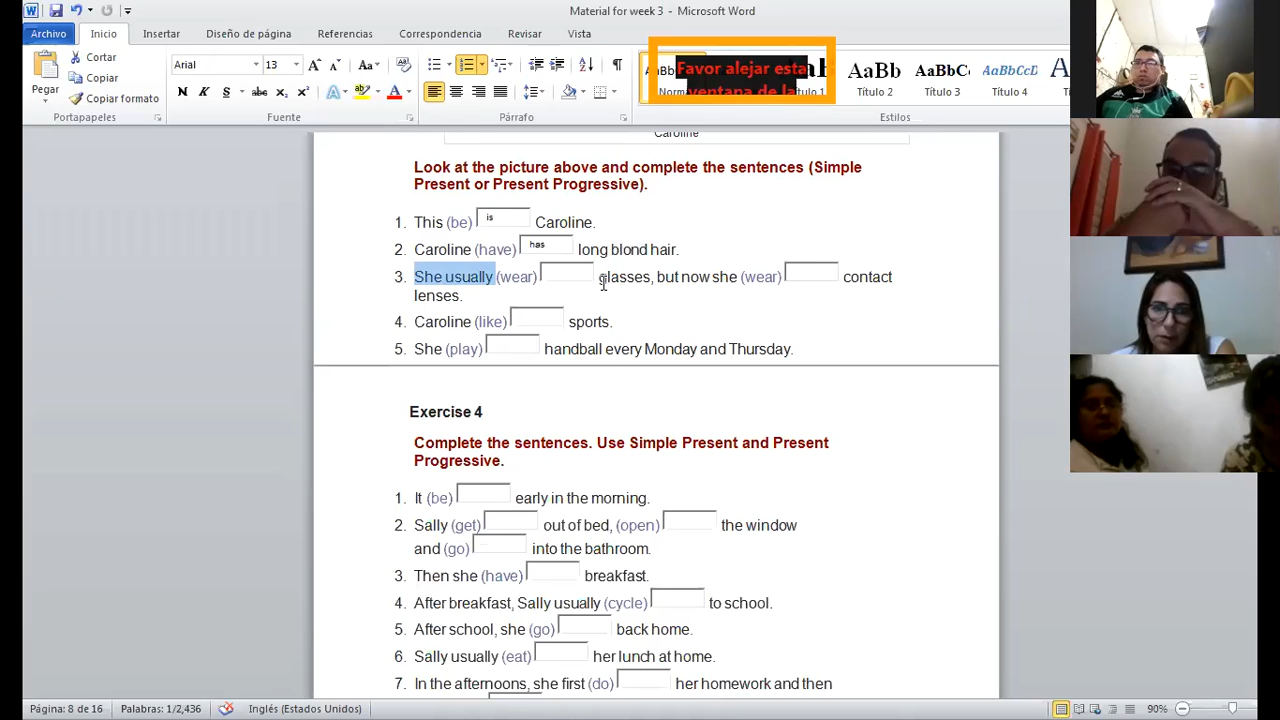 Material for week 3 - Microsoft Word
Archivo Inicio Insertar Diseño de página Referencias Correspondencia Revisar Vista
Pegar
Cortar
Copiar
Copiar formato
Portapapeles
Arial 13
N K S abc x₂ x² A
Fuente
Párrafo
Favor alejar esta
ventana de la
AaBb AaBbC AaBbCcD
Título 2 Título 3 Título 4
Estilos
Caroline
Look at the picture above and complete the sentences (Simple
Present or Present Progressive).
1. This (be) is Caroline.
2. Caroline (have) has long blond hair.
3. She usually (wear) glasses, but now she (wear) contact
lenses.
4. Caroline (like) sports.
5. She (play) handball every Monday and Thursday.
Exercise 4
Complete the sentences. Use Simple Present and Present
Progressive.
1. It (be) early in the morning.
2. Sally (get) out of bed, (open) the window
and (go) into the bathroom.
3. Then she (have) breakfast.
4. After breakfast, Sally usually (cycle) to school.
5. After school, she (go) back home.
6. Sally usually (eat) her lunch at home.
7. In the afternoons, she first (do) her homework and then
Página: 8 de 16 Palabras: 1/2,436 Inglés (Estados Unidos) 90%